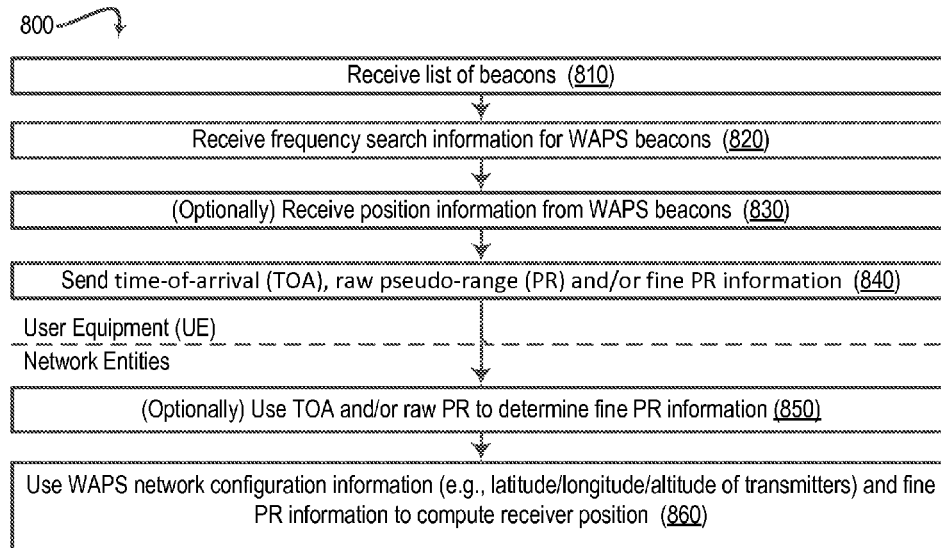 800
Receive list of beacons (810)
Receive frequency search information for WAPS beacons (820)
(Optionally) Receive position information from WAPS beacons (830)
Send time-of-arrival (TOA), raw pseudo-range (PR) and/or fine PR information (840)
User Equipment (UE)
Network Entities
(Optionally) Use TOA and/or raw PR to determine fine PR information (850)
Use WAPS network configuration information (e.g., latitude/longitude/altitude of transmitters) and fine
PR information to compute receiver position (860)